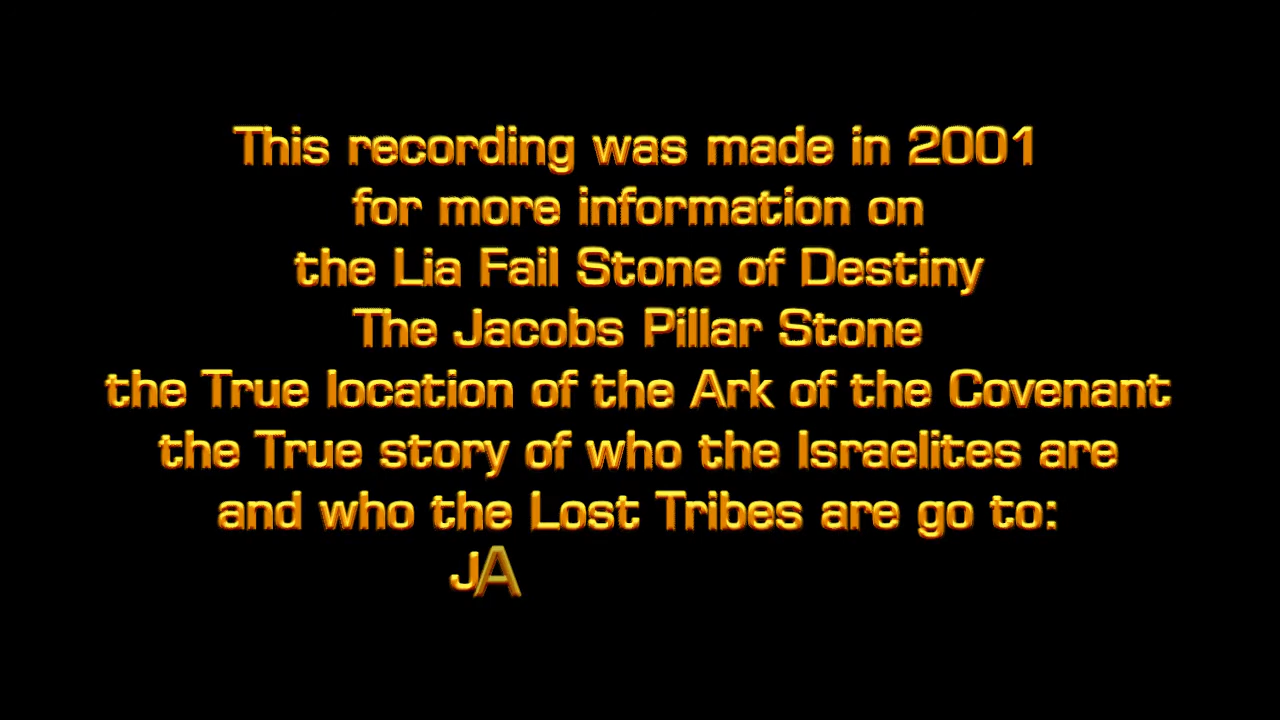 This recording was made in 2001
for more information on
the Lia Fail Stone of Destiny
The Jacobs Pillar Stone
the True location of the Ark of the Covenant
the True story of who the Israelites are
and who the Lost Tribes are go to:
JA